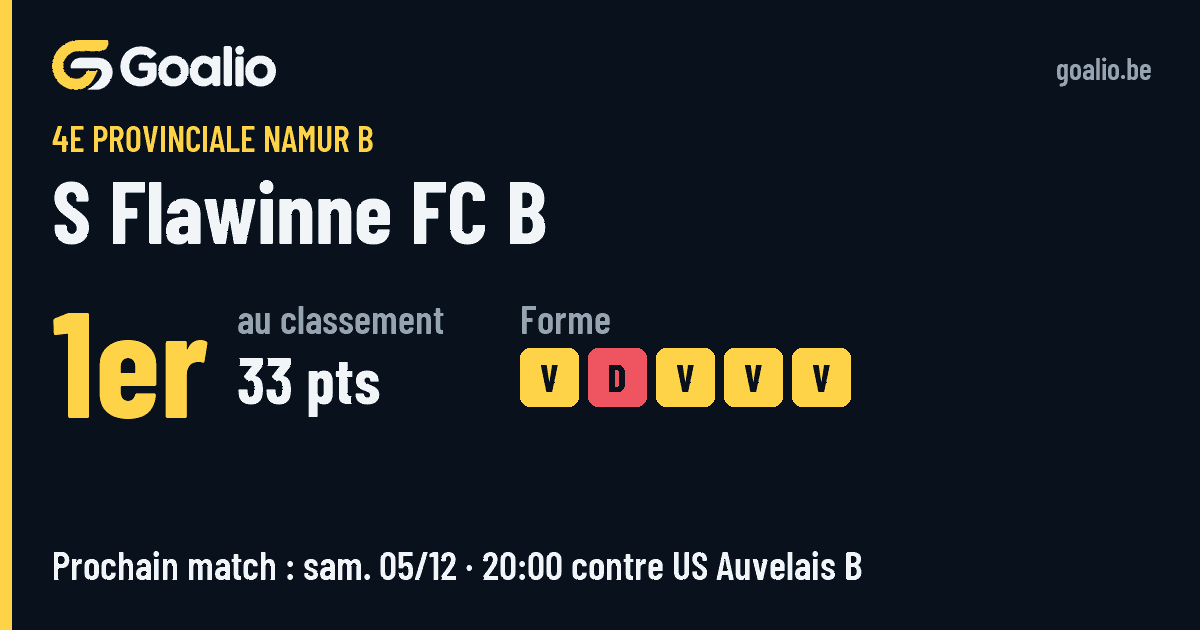 Goalio
goalio.be
4E PROVINCIALE NAMUR B
S Flawinne FC B
1er
au classement
33 pts
Forme
V D V V V
Prochain match : sam. 05/12 · 20:00 contre US Auvelais B